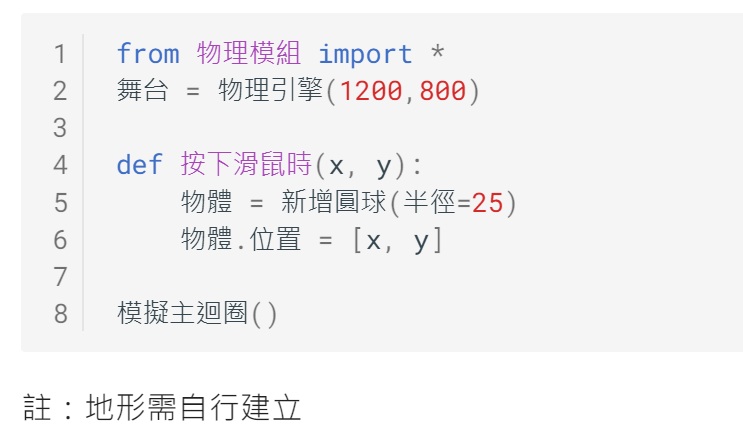 1 from 物理模組 import *
2 舞台 = 物理引擎(1200,800)
3
4 def 按下滑鼠時(x, y):
5     物體 = 新增圓球(半徑=25)
6     物體.位置 = [x, y]
7
8 模擬主迴圈()
註：地形需自行建立